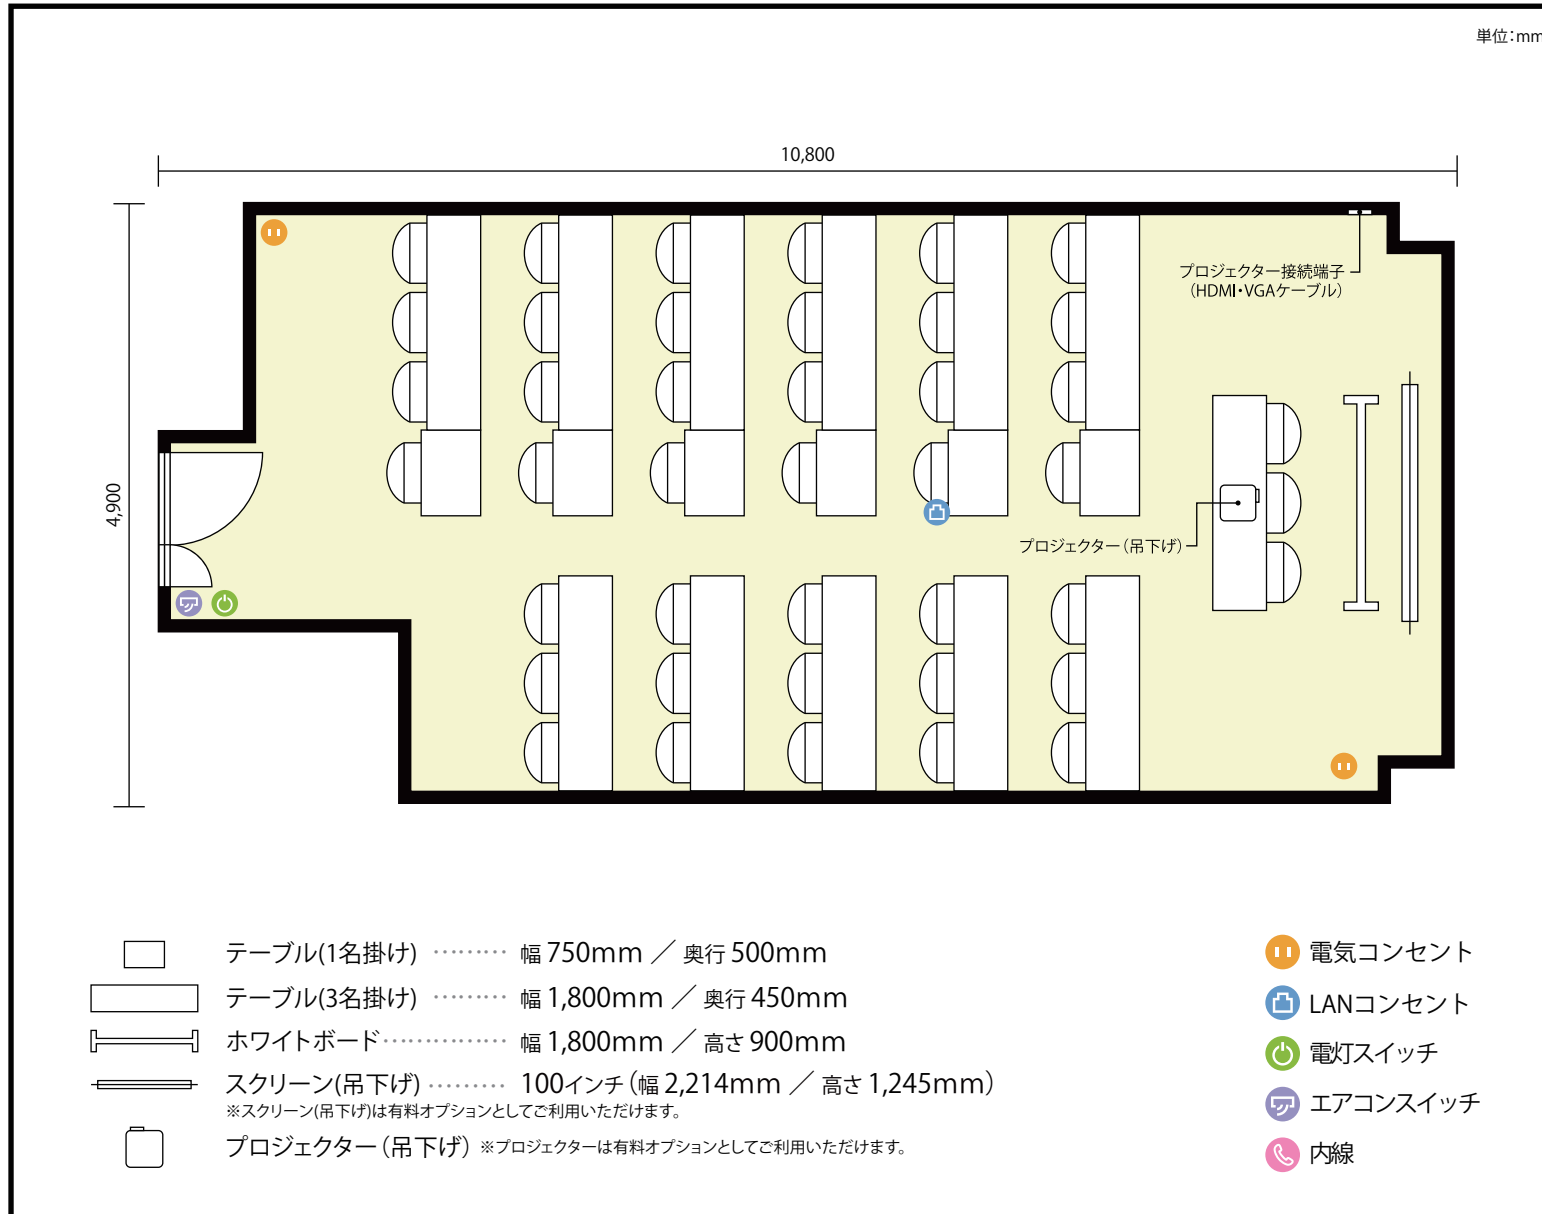 単位:mm
10,800
4,900
プロジェクター接続端子
(HDMI・VGAケーブル)
プロジェクター(吊下げ)
テーブル(1名掛け) ……… 幅 750mm / 奥行 500mm
テーブル(3名掛け) ……… 幅 1,800mm / 奥行 450mm
ホワイトボード…………… 幅 1,800mm / 高さ 900mm
スクリーン(吊下げ) ……… 100インチ(幅 2,214mm / 高さ 1,245mm)
※スクリーン(吊下げ)は有料オプションとしてご利用いただけます。
プロジェクター(吊下げ) ※プロジェクターは有料オプションとしてご利用いただけます。
電気コンセント
LANコンセント
電灯スイッチ
エアコンスイッチ
内線